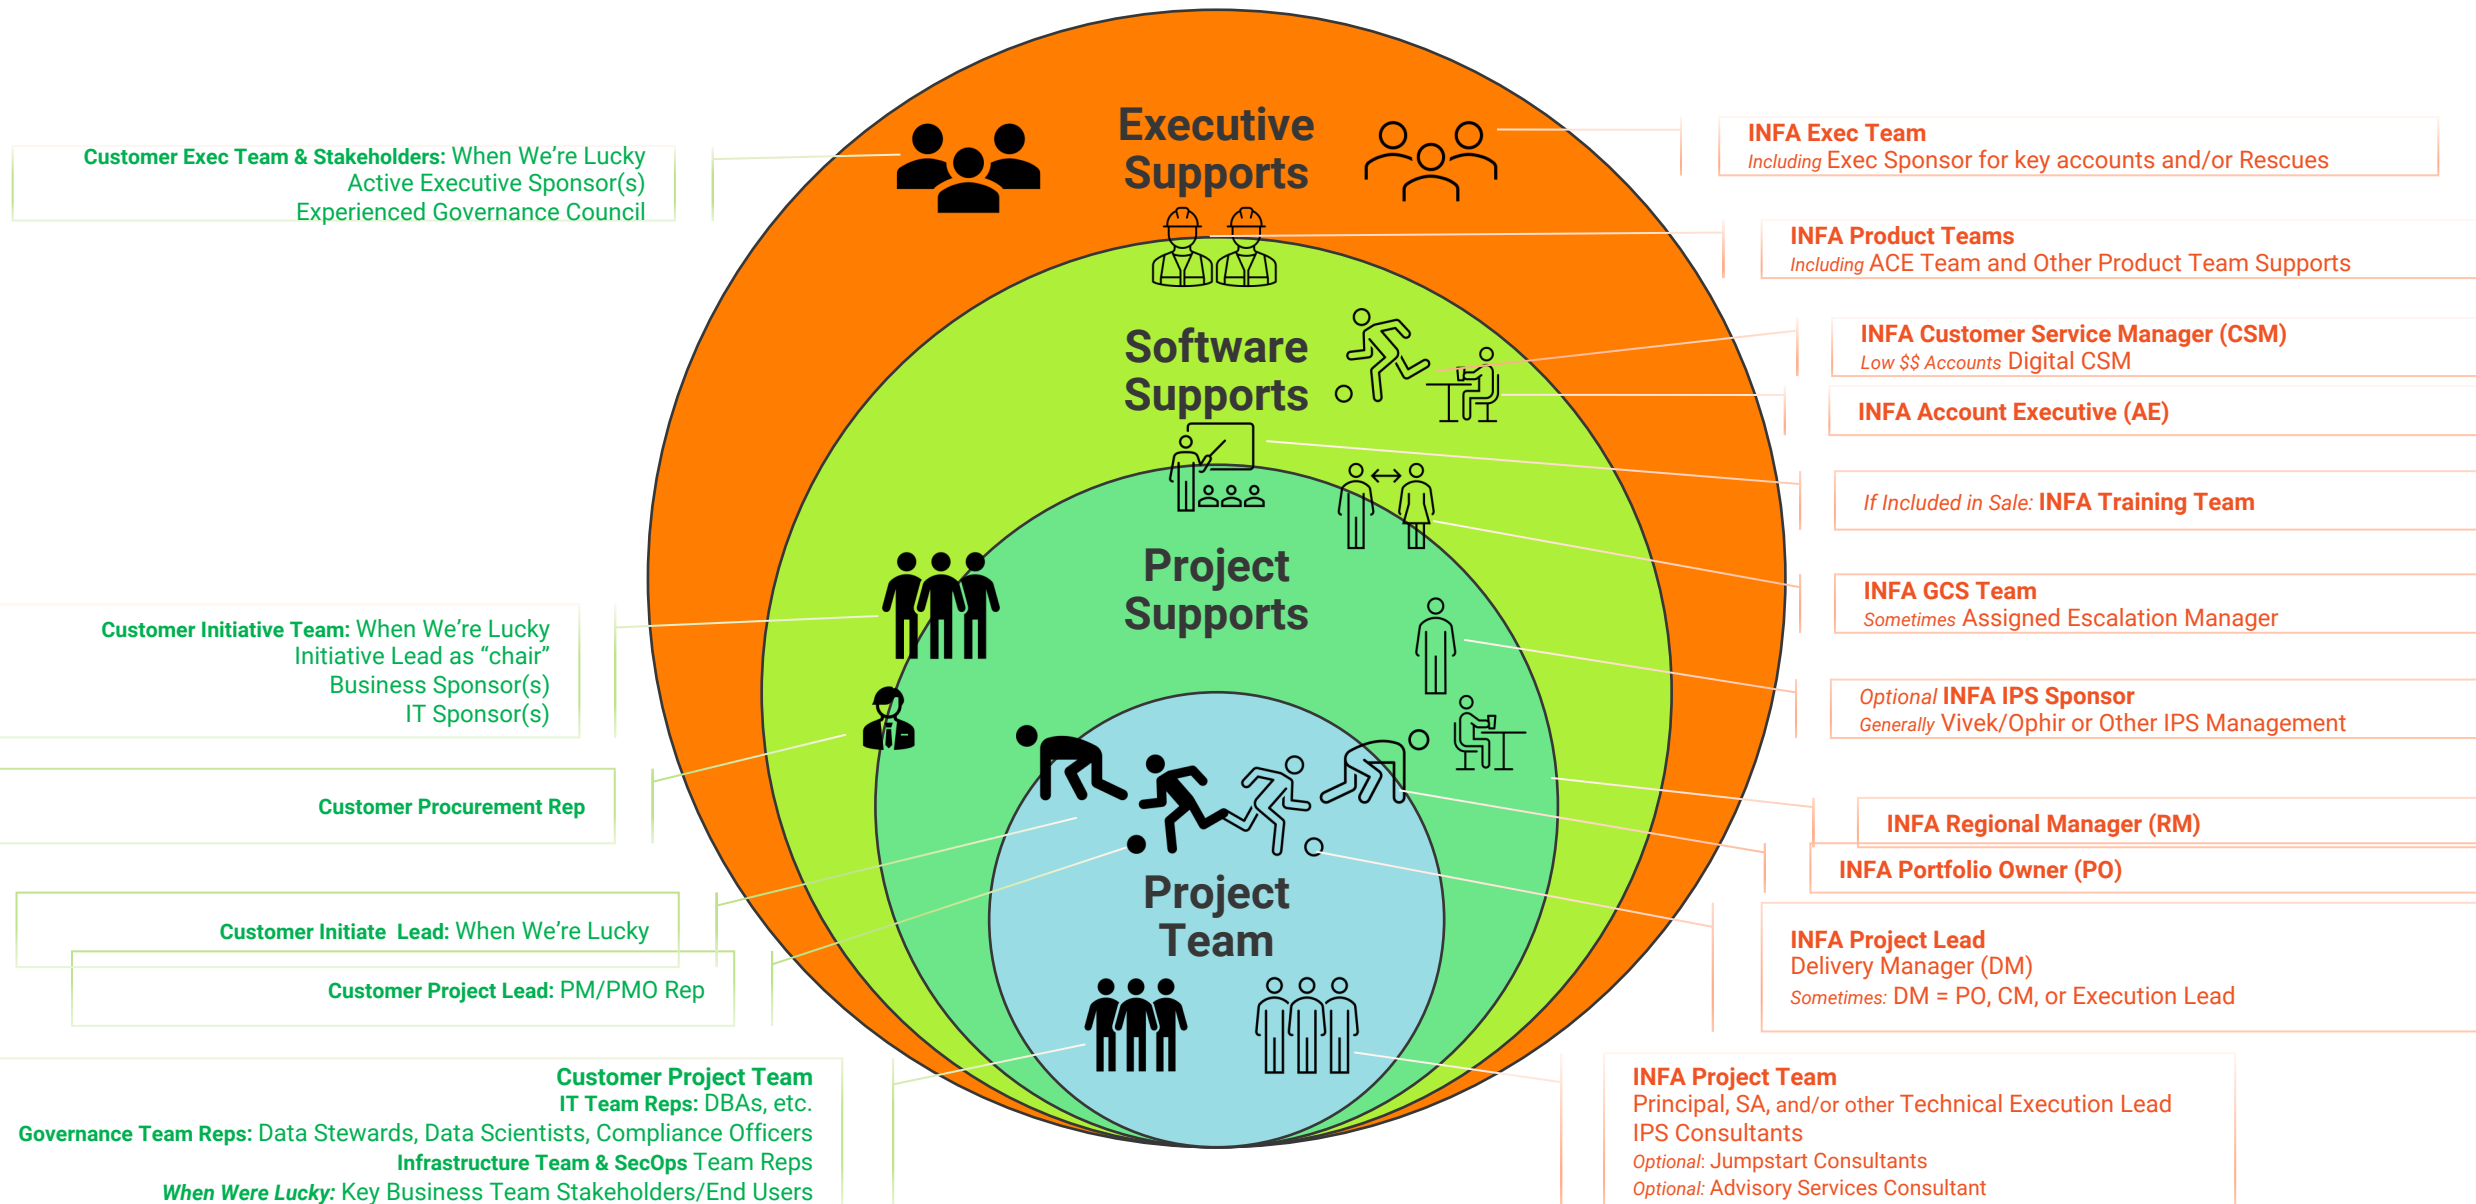 Executive
Supports
Software
Supports
Project
Supports
Project
Team
Customer Exec Team & Stakeholders: When We’re Lucky
Active Executive Sponsor(s)
Experienced Governance Council
Customer Initiative Team: When We’re Lucky
Initiative Lead as “chair”
Business Sponsor(s)
IT Sponsor(s)
Customer Procurement Rep
Customer Initiate Lead: When We’re Lucky
Customer Project Lead: PM/PMO Rep
Customer Project Team
IT Team Reps: DBAs, etc.
Governance Team Reps: Data Stewards, Data Scientists, Compliance Officers
Infrastructure Team & SecOps Team Reps
When Were Lucky: Key Business Team Stakeholders/End Users
INFA Exec Team
Including Exec Sponsor for key accounts and/or Rescues
INFA Product Teams
Including ACE Team and Other Product Team Supports
INFA Customer Service Manager (CSM)
Low $$ Accounts Digital CSM
INFA Account Executive (AE)
If Included in Sale: INFA Training Team
INFA GCS Team
Sometimes Assigned Escalation Manager
Optional INFA IPS Sponsor
Generally Vivek/Ophir or Other IPS Management
INFA Regional Manager (RM)
INFA Portfolio Owner (PO)
INFA Project Lead
Delivery Manager (DM)
Sometimes: DM = PO, CM, or Execution Lead
INFA Project Team
Principal, SA, and/or other Technical Execution Lead
IPS Consultants
Optional: Jumpstart Consultants
Optional: Advisory Services Consultant